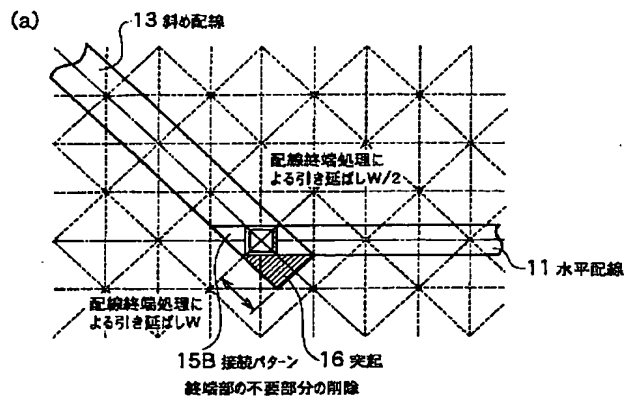 (a)
13 斜め配線
配線終端処理に
よる引き延ばしW/2
11 水平配線
配線終端処理に
よる引き延ばしW
15B 接続パターン
16 突起
終端部の不要部分の削除